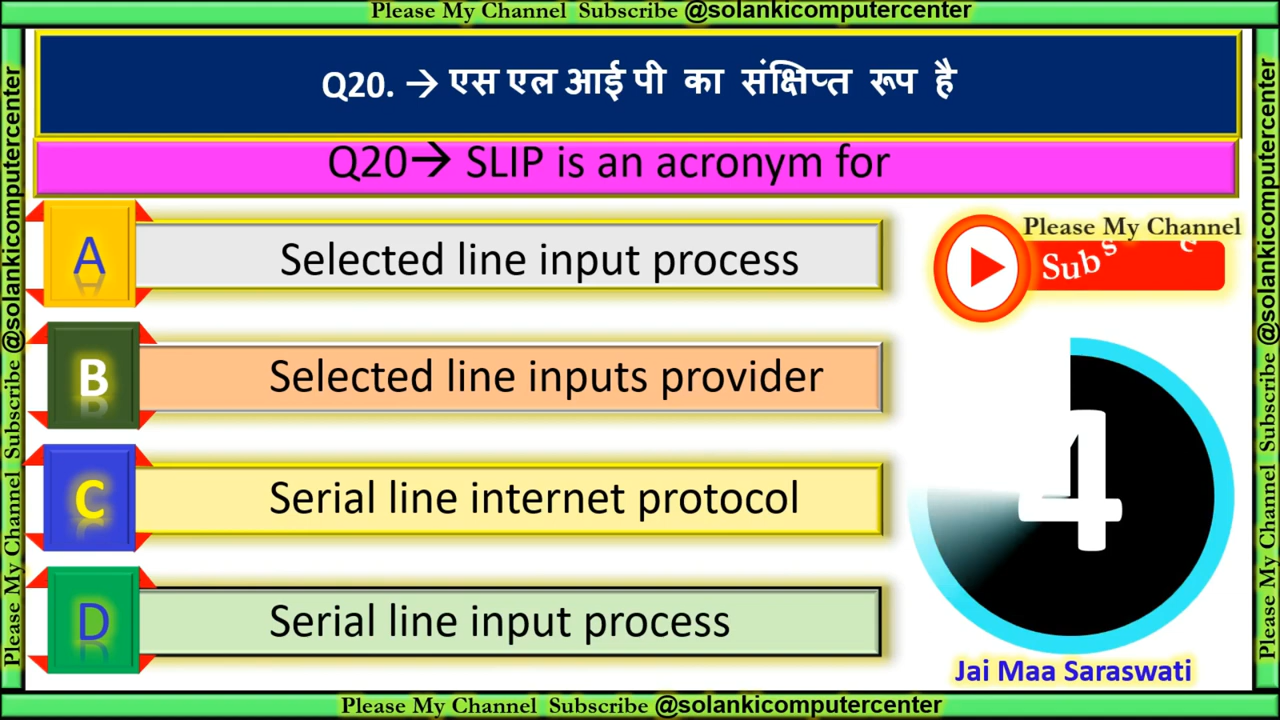 Please My Channel Subscribe @solankicomputercenter
Please My Channel Subscribe @solankicomputercenter
Please My Channel Subscribe @solankicomputercenter
Q20. → एस एल आई पी का संक्षिप्त रूप है
Q20→ SLIP is an acronym for
A Selected line input process
Please My Channel
B Selected line inputs provider
C Serial line internet protocol
4
D Serial line input process
Jai Maa Saraswati
Please My Channel Subscribe @solankicomputercenter